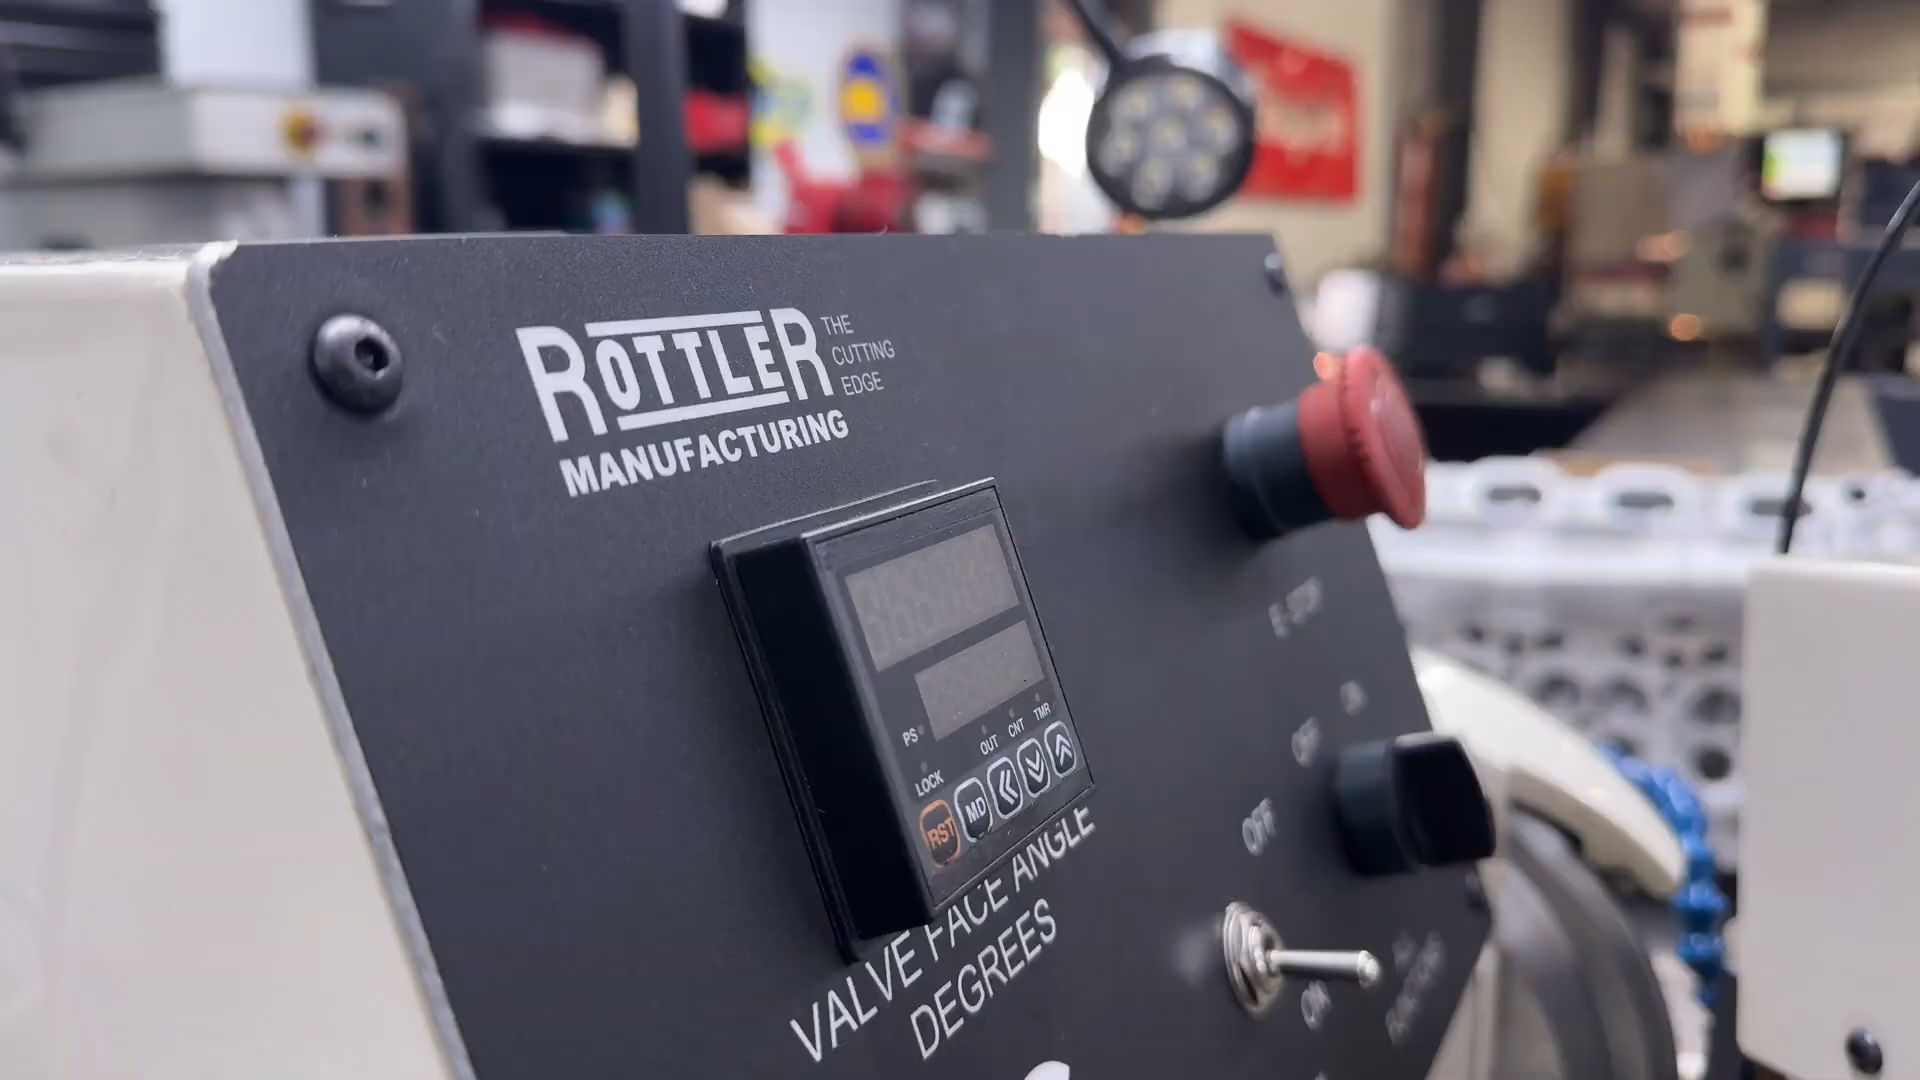 ROTTLER
THE
CUTTING
EDGE
MANUFACTURING
PS
OUT
CNT
TMR
LOCK
RST
MD
VALVE FACE ANGLE
DEGREES
E-STOP
ON
OFF
OFF
ON